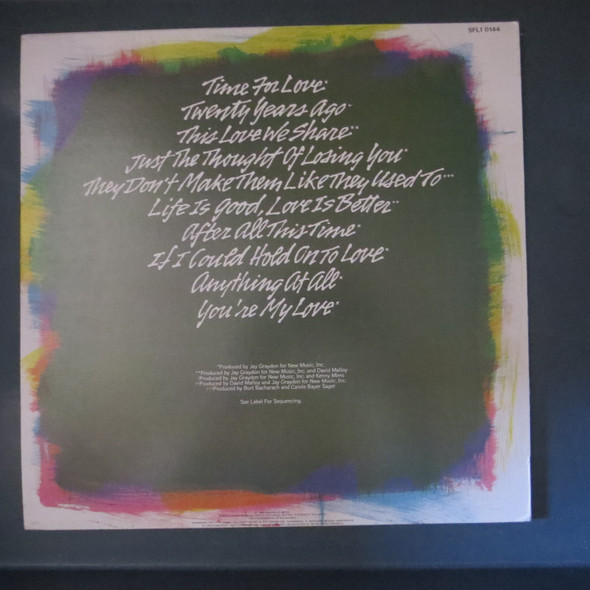 SFL1 0144
Time For Love*
Twenty Years Ago*
This Love We Share**
Just The Thought Of Losing You*
They Don't Make Them Like They Used To***
Life Is Good, Love Is Better**
After All This Time*
If I Could Hold On To Love*
Anything At All
You're My Love*
*Produced by Jay Graydon for New Music, Inc.
**Produced by Jay Graydon for New Music, Inc. and David Malloy
Produced by Jay Graydon for New Music, Inc. and Kenny Mims
Produced by David Malloy and Jay Graydon for New Music, Inc.
***Produced by Burt Bacharach and Carole Bayer Sager
See Label For Sequencing.